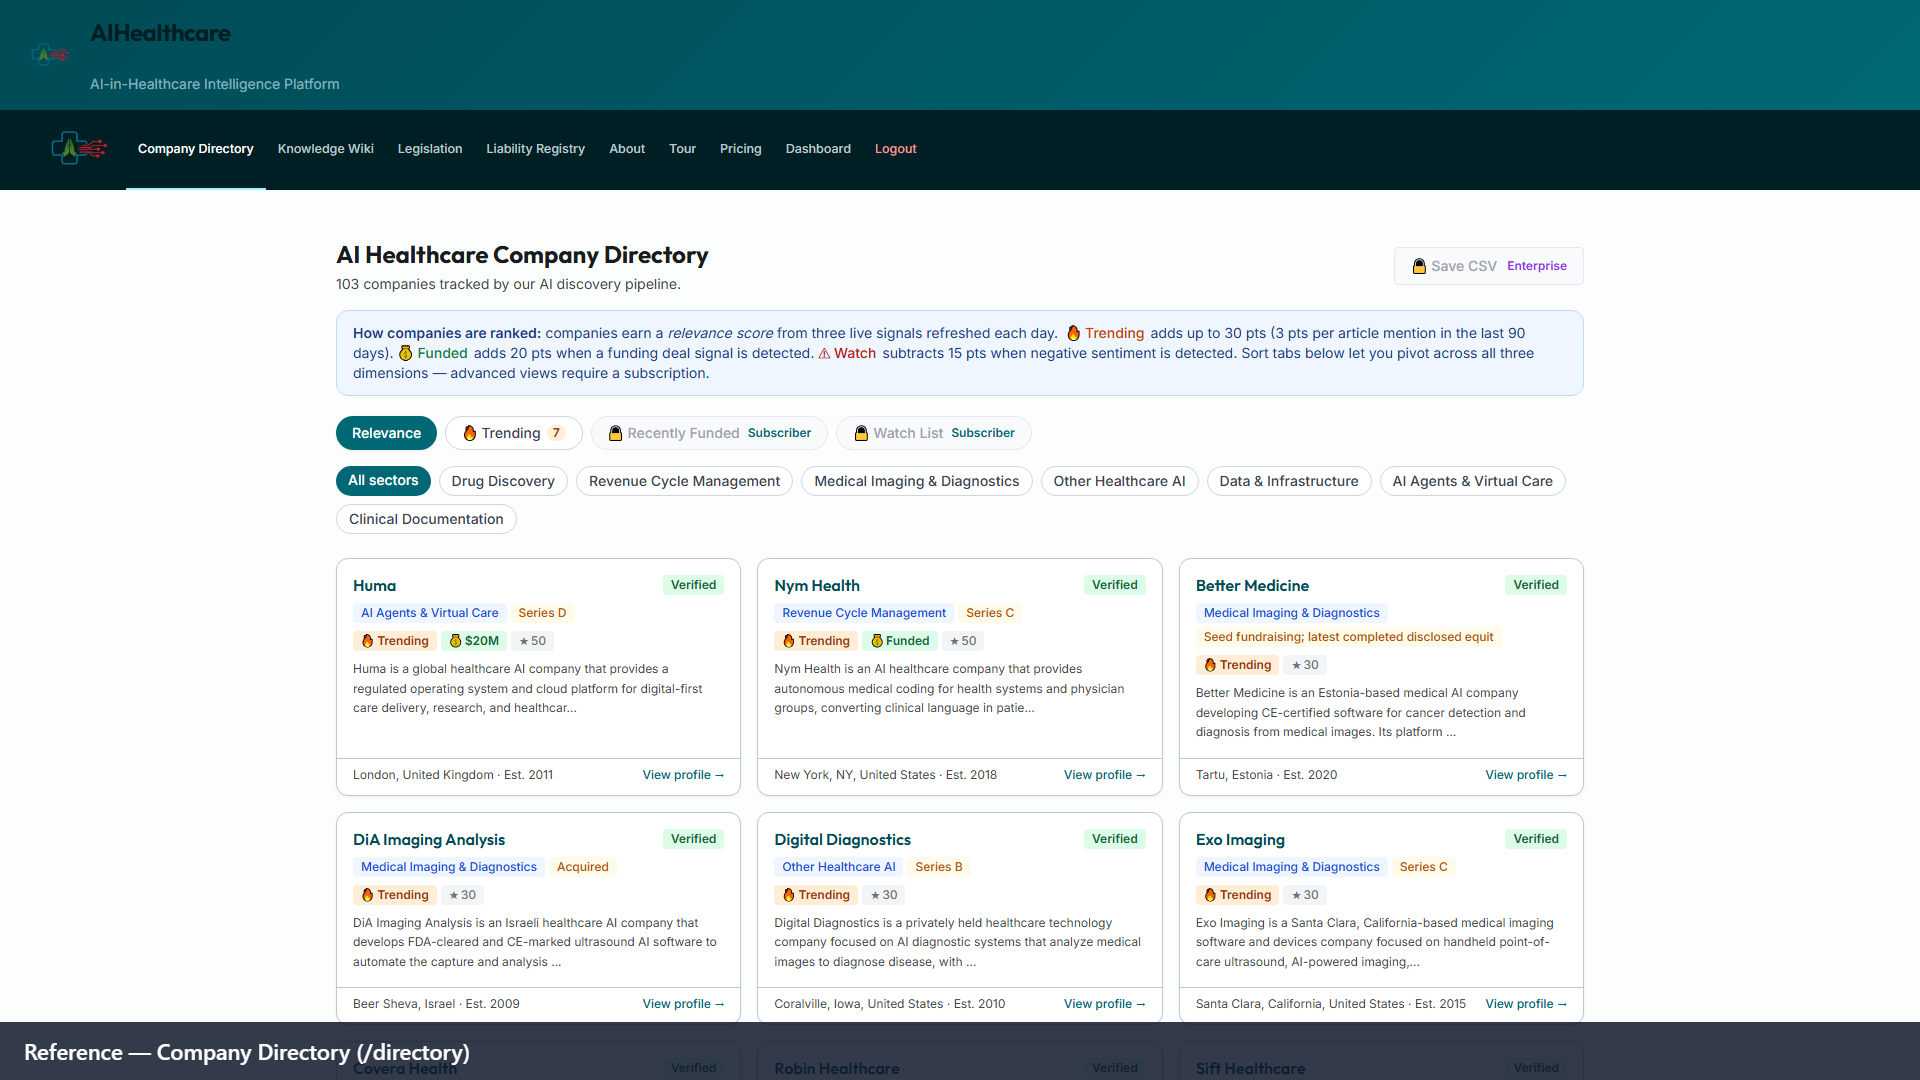 AIHealthcare
AI-in-Healthcare Intelligence Platform
Company Directory
Knowledge Wiki
Legislation
Liability Registry
About
Tour
Pricing
Dashboard
Logout
AI Healthcare Company Directory
103 companies tracked by our AI discovery pipeline.
Save CSV Enterprise
How companies are ranked: companies earn a relevance score from three live signals refreshed each day. 🔥 Trending adds up to 30 pts (3 pts per article mention in the last 90
days). 💰 Funded adds 20 pts when a funding deal signal is detected. ⚠ Watch subtracts 15 pts when negative sentiment is detected. Sort tabs below let you pivot across all three
dimensions — advanced views require a subscription.
Relevance
🔥 Trending 7
🔒 Recently Funded Subscriber
🔒 Watch List Subscriber
All sectors
Drug Discovery
Revenue Cycle Management
Medical Imaging & Diagnostics
Other Healthcare AI
Data & Infrastructure
AI Agents & Virtual Care
Clinical Documentation
Huma
Verified
AI Agents & Virtual Care Series D
🔥 Trending 💰 $20M ★ 50
Huma is a global healthcare AI company that provides a
regulated operating system and cloud platform for digital-first
care delivery, research, and healthcar...
London, United Kingdom · Est. 2011
View profile →
Nym Health
Verified
Revenue Cycle Management Series C
🔥 Trending 💰 Funded ★ 50
Nym Health is an AI healthcare company that provides
autonomous medical coding for health systems and physician
groups, converting clinical language in patie...
New York, NY, United States · Est. 2018
View profile →
Better Medicine
Verified
Medical Imaging & Diagnostics
Seed fundraising; latest completed disclosed equit
🔥 Trending ★ 30
Better Medicine is an Estonia-based medical AI company
developing CE-certified software for cancer detection and
diagnosis from medical images. Its platform ...
Tartu, Estonia · Est. 2020
View profile →
DiA Imaging Analysis
Verified
Medical Imaging & Diagnostics Acquired
🔥 Trending ★ 30
DiA Imaging Analysis is an Israeli healthcare AI company that
develops FDA-cleared and CE-marked ultrasound AI software to
automate the capture and analysis ...
Beer Sheva, Israel · Est. 2009
View profile →
Digital Diagnostics
Verified
Other Healthcare AI Series B
🔥 Trending ★ 30
Digital Diagnostics is a privately held healthcare technology
company focused on AI diagnostic systems that analyze medical
images to diagnose disease, with ...
Coralville, Iowa, United States · Est. 2010
View profile →
Exo Imaging
Verified
Medical Imaging & Diagnostics Series C
🔥 Trending ★ 30
Exo Imaging is a Santa Clara, California-based medical imaging
software and devices company focused on handheld point-of-
care ultrasound, AI-powered imaging,...
Santa Clara, California, United States · Est. 2015
View profile →
Reference — Company Directory (/directory)
Covera Health
Verified
Robin Healthcare
Verified
Sift Healthcare
Verified